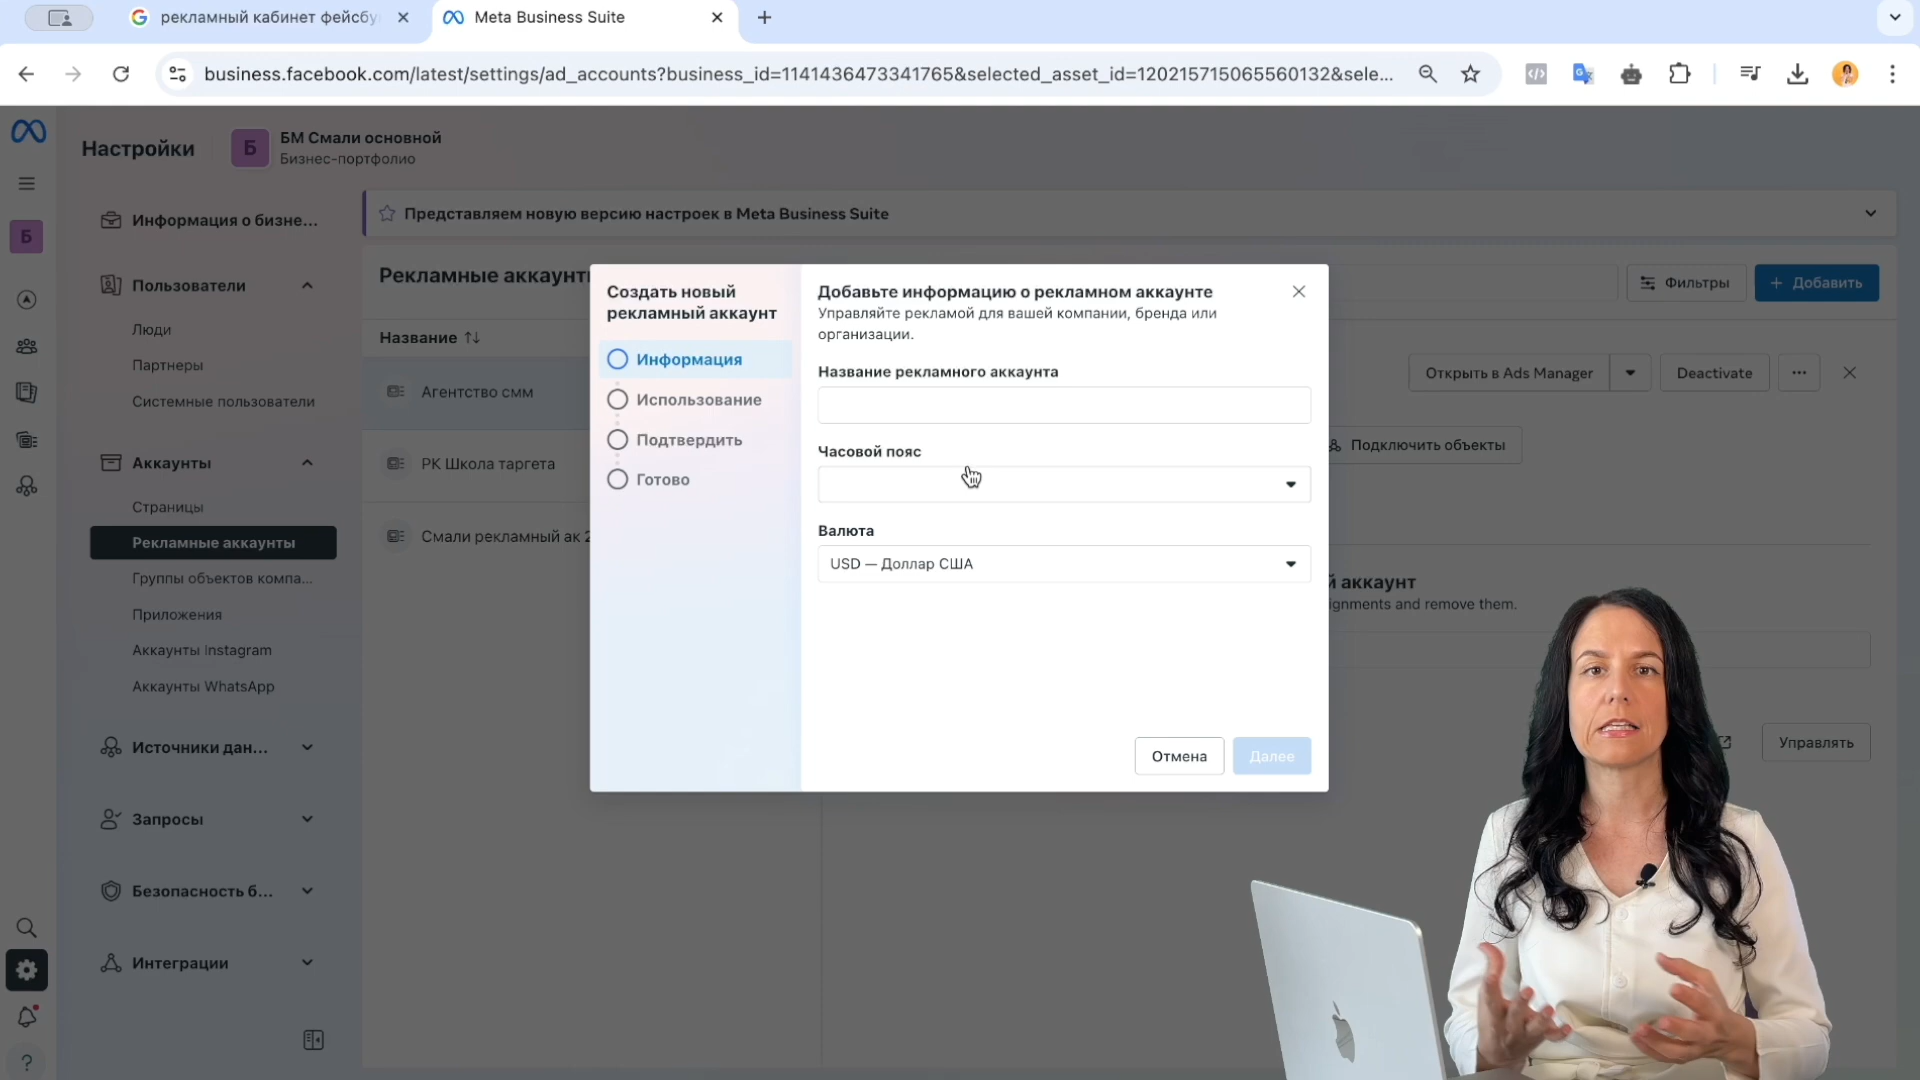 рекламный кабинет фейсбу
Meta Business Suite
business.facebook.com/latest/settings/ad_accounts?business_id=1141436473341765&selected_asset_id=120215715065560132&sele...
Настройки
Б
БМ Смали основной
Бизнес-портфолио
Б
Информация о бизне...
Пользователи
Люди
Партнеры
Системные пользователи
Аккаунты
Страницы
Рекламные аккаунты
Группы объектов компа...
Приложения
Аккаунты Instagram
Аккаунты WhatsApp
Источники дан...
Запросы
Безопасность б...
Интеграции
Представляем новую версию настроек в Meta Business Suite
Рекламные аккаунт
Фильтры
+ Добавить
Название
Агентство смм
РК Школа таргета
Смали рекламный ак 2
Открыть в Ads Manager
Deactivate
Подключить объекты
аккаунт
ignments and remove them.
Управлять
Создать новый
рекламный аккаунт
Информация
Использование
Подтвердить
Готово
Добавьте информацию о рекламном аккаунте
Управляйте рекламой для вашей компании, бренда или
организации.
Название рекламного аккаунта
Часовой пояс
Валюта
USD — Доллар США
Отмена
Далее